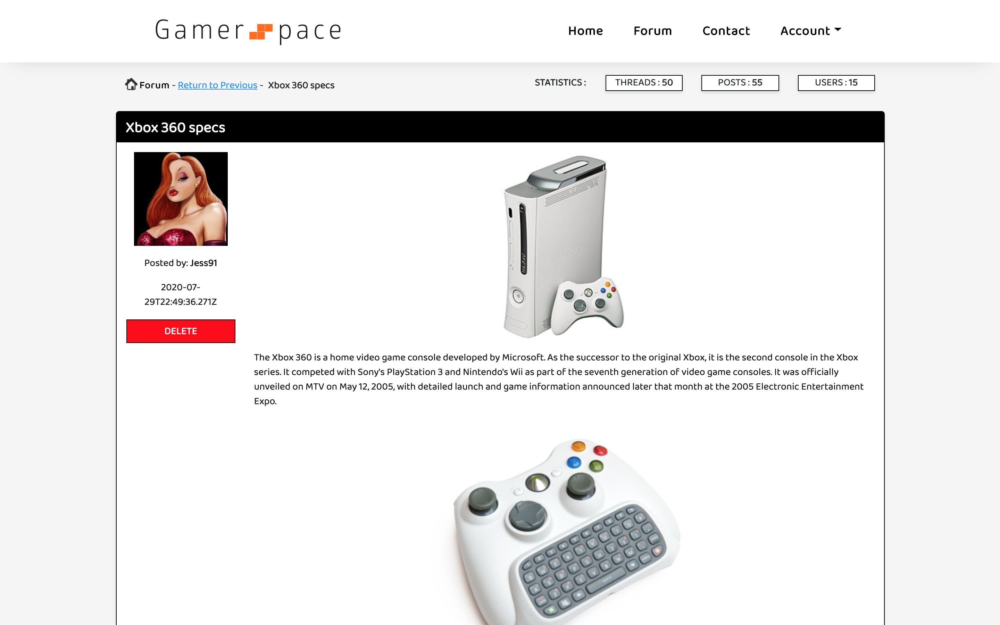 Gamer pace
Home Forum Contact Account
Forum - Return to Previous - Xbox 360 specs
STATISTICS : THREADS : 50 POSTS : 55 USERS : 15
Xbox 360 specs
Posted by: Jess91
2020-07-
29T22:49:36.271Z
DELETE
The Xbox 360 is a home video game console developed by Microsoft. As the successor to the original Xbox, it is the second console in the Xbox
series. It competed with Sony's PlayStation 3 and Nintendo's Wii as part of the seventh generation of video game consoles. It was officially
unveiled on MTV on May 12, 2005, with detailed launch and game information announced later that month at the 2005 Electronic Entertainment
Expo.